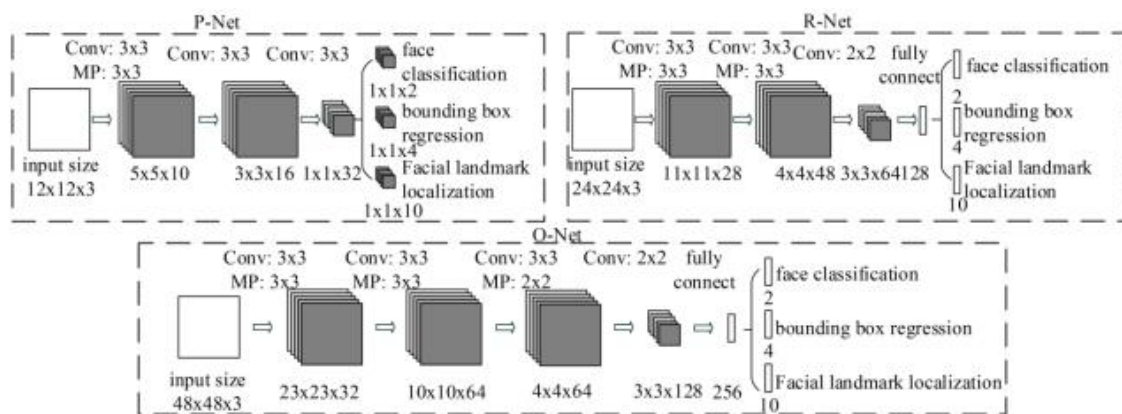 P-Net
Conv: 3x3
Conv: 3x3
Conv: 3x3
MP: 3x3
face
classification
1x1x2
bounding box
regression
1x1x4
Facial landmark
localization
1x1x10
input size
12x12x3
5x5x10
3x3x16
1x1x32
R-Net
Conv: 3x3
Conv: 3x3
Conv: 2x2
fully
connect
MP: 3x3
MP: 3x3
face classification
2
bounding box
regression
4
Facial landmark
localization
10
input size
24x24x3
11x11x28
4x4x48
3x3x64
128
O-Net
Conv: 3x3
Conv: 3x3
Conv: 3x3
Conv: 2x2
fully
connect
MP: 3x3
MP: 3x3
MP: 2x2
face classification
2
bounding box regression
4
Facial landmark localization
10
input size
48x48x3
23x23x32
10x10x64
4x4x64
3x3x128
256